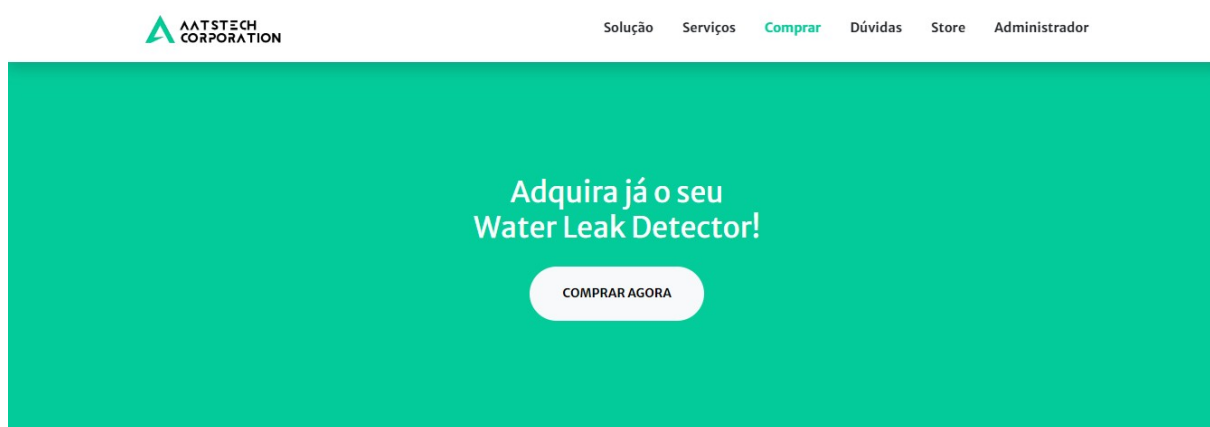 AATSTECH
CORPORATION
Solução Serviços Comprar Dúvidas Store Administrador
Adquira já o seu
Water Leak Detector!
COMPRAR AGORA